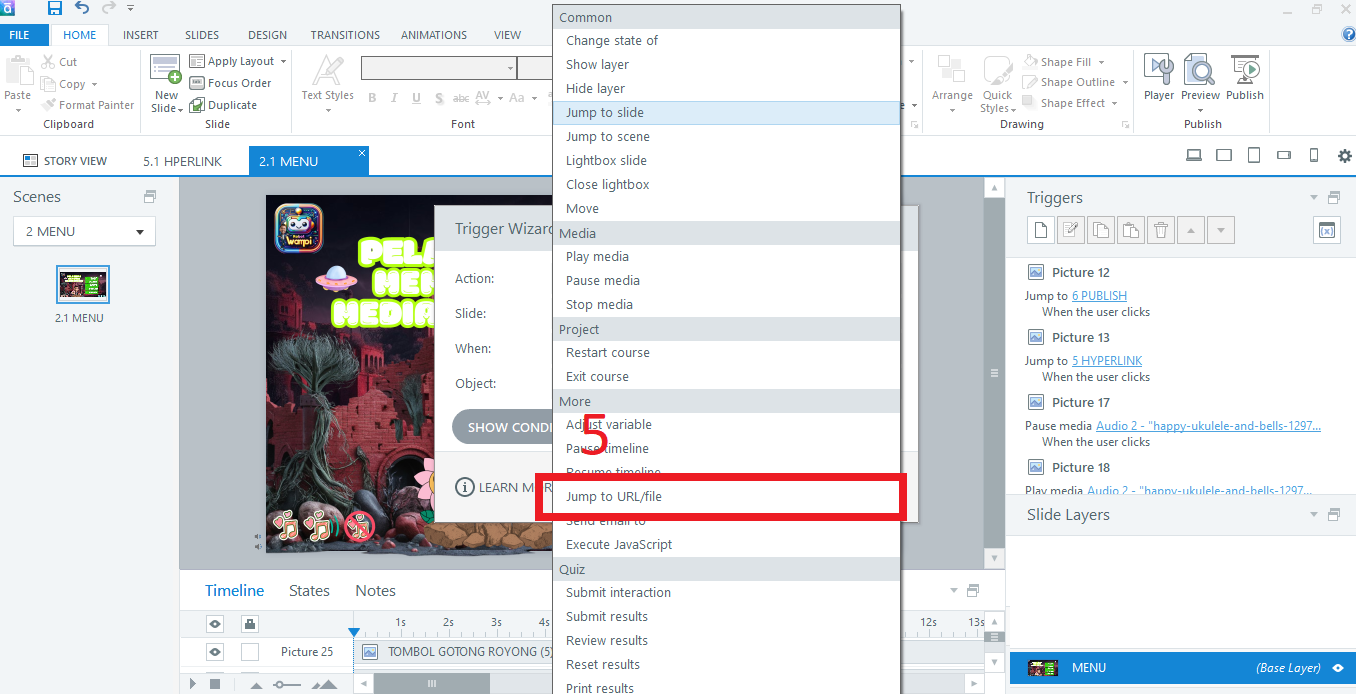 FILE
HOME
INSERT
SLIDES
DESIGN
TRANSITIONS
ANIMATIONS
VIEW
Paste
Cut
Copy
Format Painter
Clipboard
New
Slide
Apply Layout
Focus Order
Duplicate
Slide
Text Styles
B I U S abc AV Aa
Font
Arrange
Quick
Styles
Shape Fill
Shape Outline
Shape Effect
Drawing
Player
Preview
Publish
Publish
STORY VIEW
5.1 HPERLINK
2.1 MENU
Scenes
2 MENU
2.1 MENU
Robot
Wampi
Trigger Wizard
Action:
Slide:
When:
Object:
SHOW CONDI
LEARN MOR
Common
Change state of
Show layer
Hide layer
Jump to slide
Jump to scene
Lightbox slide
Close lightbox
Move
Media
Play media
Pause media
Stop media
Project
Restart course
Exit course
More
Adjust variable
5
Pause timeline
Resume timeline
Jump to URL/file
Send email to
Execute JavaScript
Quiz
Submit interaction
Submit results
Review results
Reset results
Print results
Triggers
Picture 12
Jump to 6 PUBLISH
When the user clicks
Picture 13
Jump to 5 HYPERLINK
When the user clicks
Picture 17
Pause media Audio 2 - "happy-ukulele-and-bells-1297...
When the user clicks
Picture 18
Play media Audio 2 - "happy-ukulele-and-bells-1297...
Slide Layers
MENU
(Base Layer)
Timeline
States
Notes
1s 2s 3s 4s 12s 13s
Picture 25
TOMBOL GOTONG ROYONG (5)